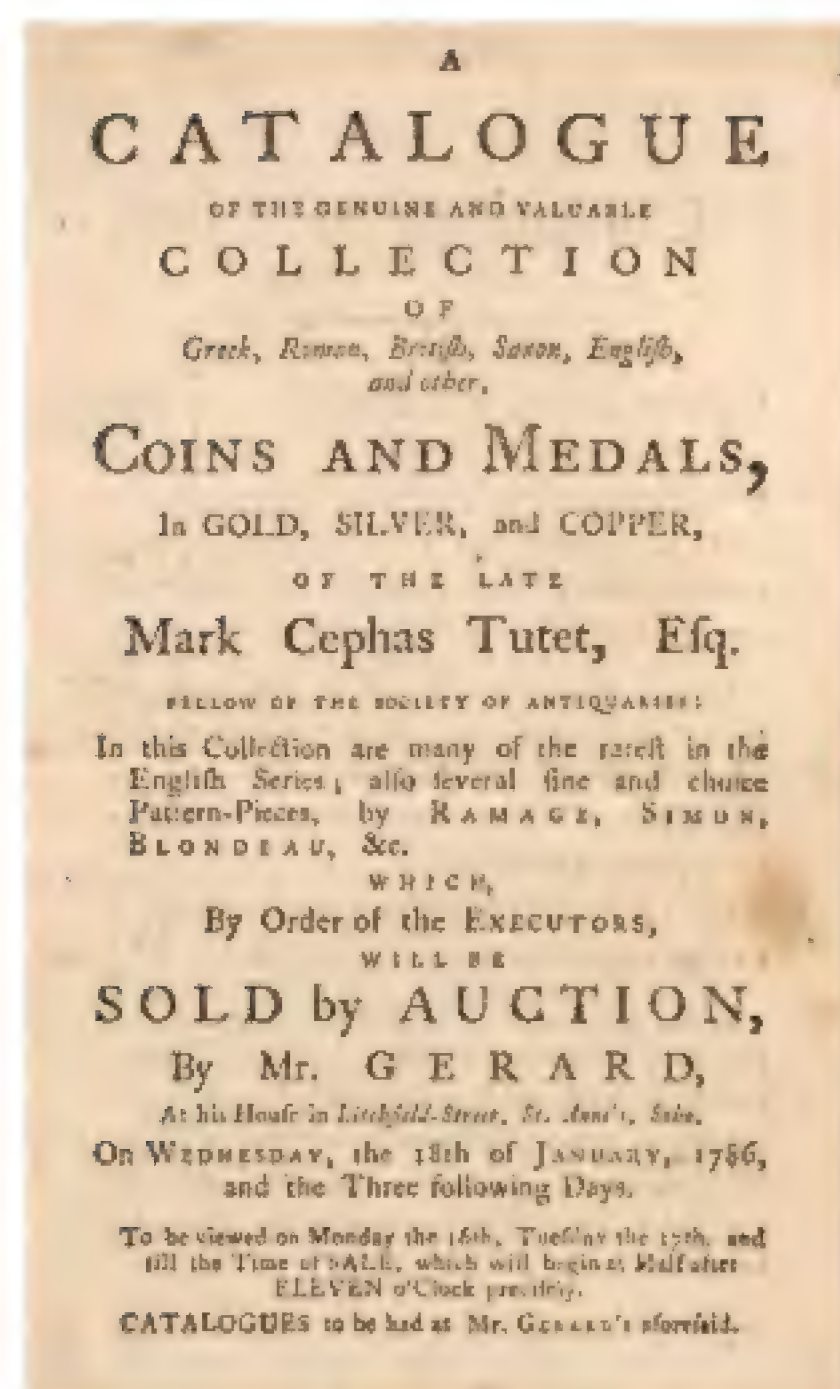 A
CATALOGUE
OF THE GENUINE AND VALUABLE
COLLECTION
OF
Greek, Roman, Britiſh, Saxon, Engliſh,
and other,
COINS AND MEDALS,
In GOLD, SILVER, and COPPER,
OF THE LATE
Mark Cephas Tutet, Eſq.
FELLOW OF THE SOCIETY OF ANTIQUARIES:
In this Collection are many of the rareſt in the
Engliſh Series; alſo ſeveral fine and choice
Pattern-Pieces, by RAMAGE, SIMON,
BLONDEAU, &c.
WHICH,
By Order of the EXECUTORS,
WILL BE
SOLD by AUCTION,
By Mr. GERARD,
At his Houſe in Litchfield-Street, St. Anne's, Soho,
On WEDNESDAY, the 18th of JANUARY, 1786,
and the Three following Days.
To be viewed on Monday the 16th, Tueſday the 17th, and
till the Time of SALE, which will begin at Half after
ELEVEN o'Clock preciſely.
CATALOGUES to be had at Mr. GERARD's aforeſaid.